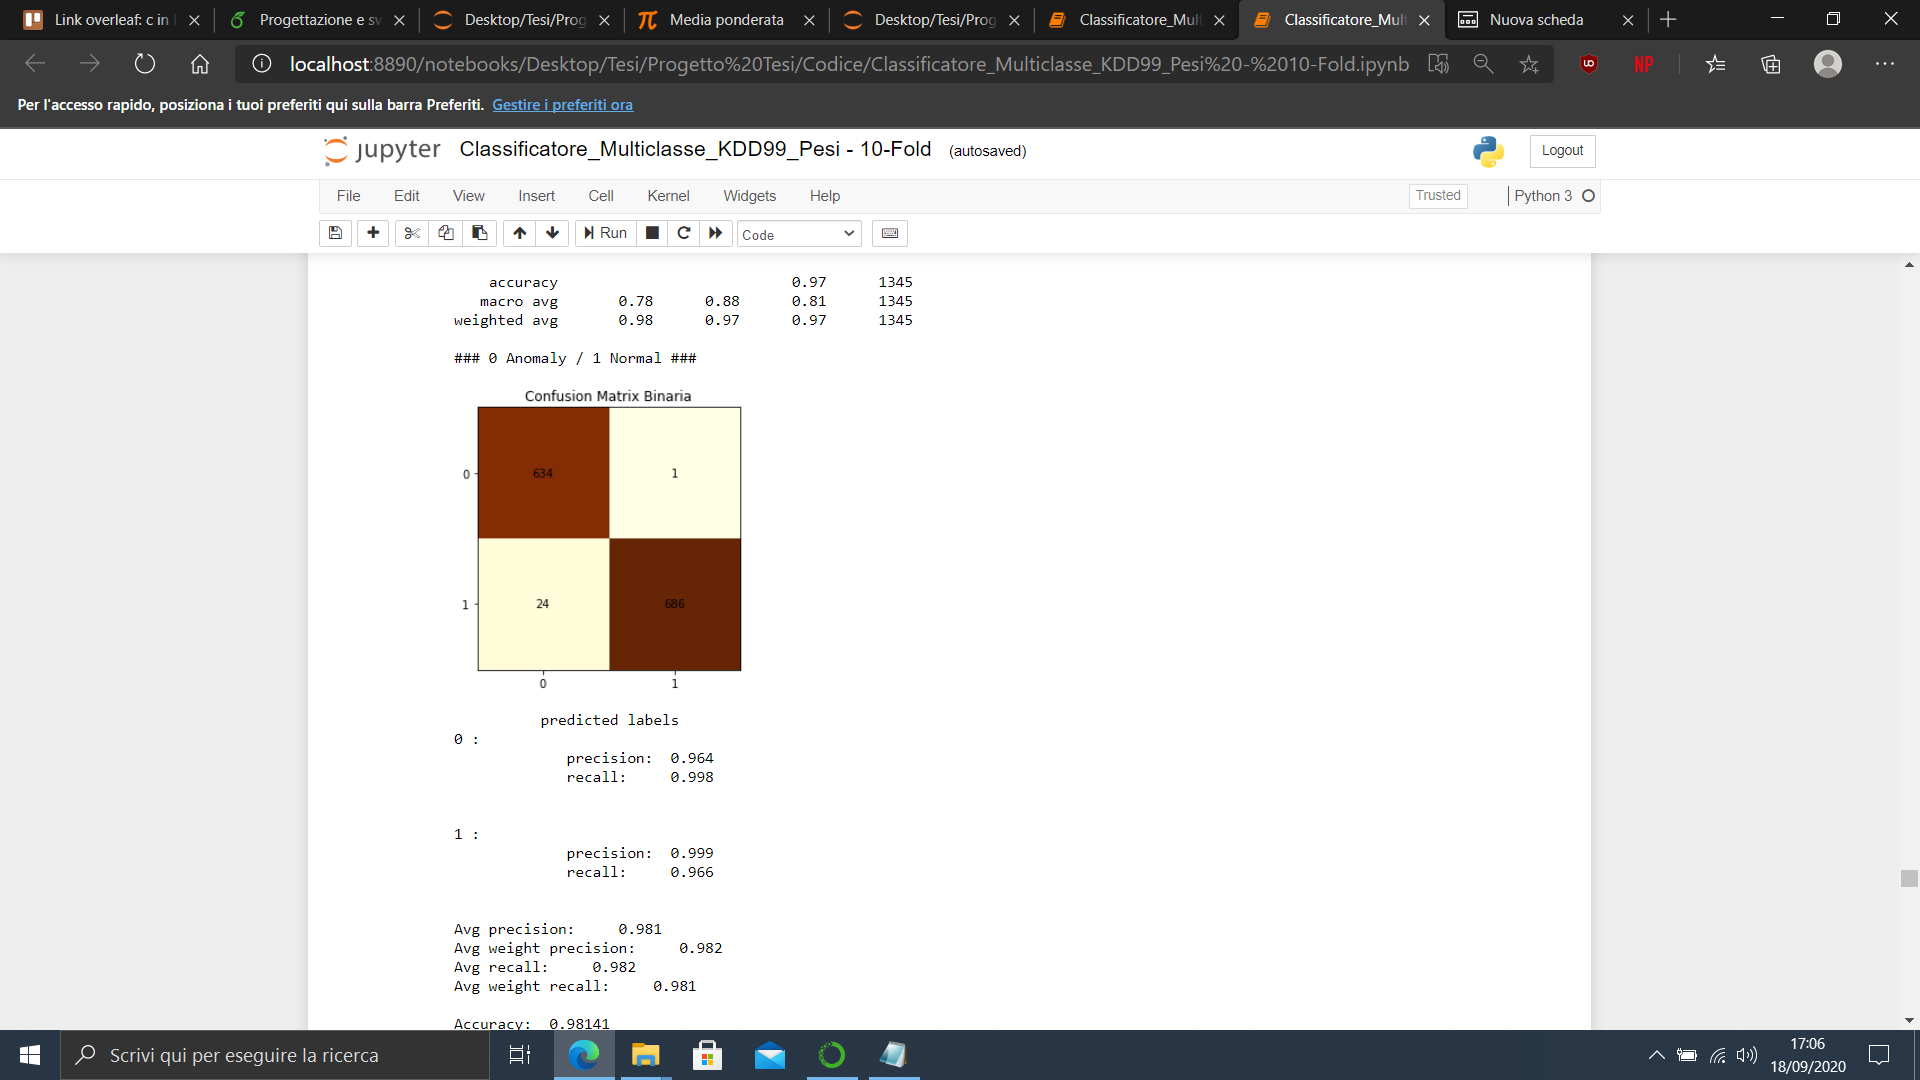 Link overleaf: c in
Progettazione e sv
Desktop/Tesi/Prog
Media ponderata
Desktop/Tesi/Prog
Classificatore_Mult
Classificatore_Mult
Nuova scheda
localhost:8890/notebooks/Desktop/Tesi/Progetto%20Tesi/Codice/Classificatore_Multiclasse_KDD99_Pesi%20-%2010-Fold.ipynb
NP
Per l'accesso rapido, posiziona i tuoi preferiti qui sulla barra Preferiti. Gestire i preferiti ora
jupyter Classificatore_Multiclasse_KDD99_Pesi - 10-Fold (autosaved)
Logout
File Edit View Insert Cell Kernel Widgets Help
Trusted
Python 3
Run
Code
accuracy 0.97 1345
macro avg 0.78 0.88 0.81 1345
weighted avg 0.98 0.97 0.97 1345
### 0 Anomaly / 1 Normal ###
Confusion Matrix Binaria
0 634 1
1 24 686
0 1
predicted labels
0 :
precision: 0.964
recall: 0.998
1 :
precision: 0.999
recall: 0.966
Avg precision: 0.981
Avg weight precision: 0.982
Avg recall: 0.982
Avg weight recall: 0.981
Accuracy: 0.98141
Scrivi qui per eseguire la ricerca
17:06
18/09/2020